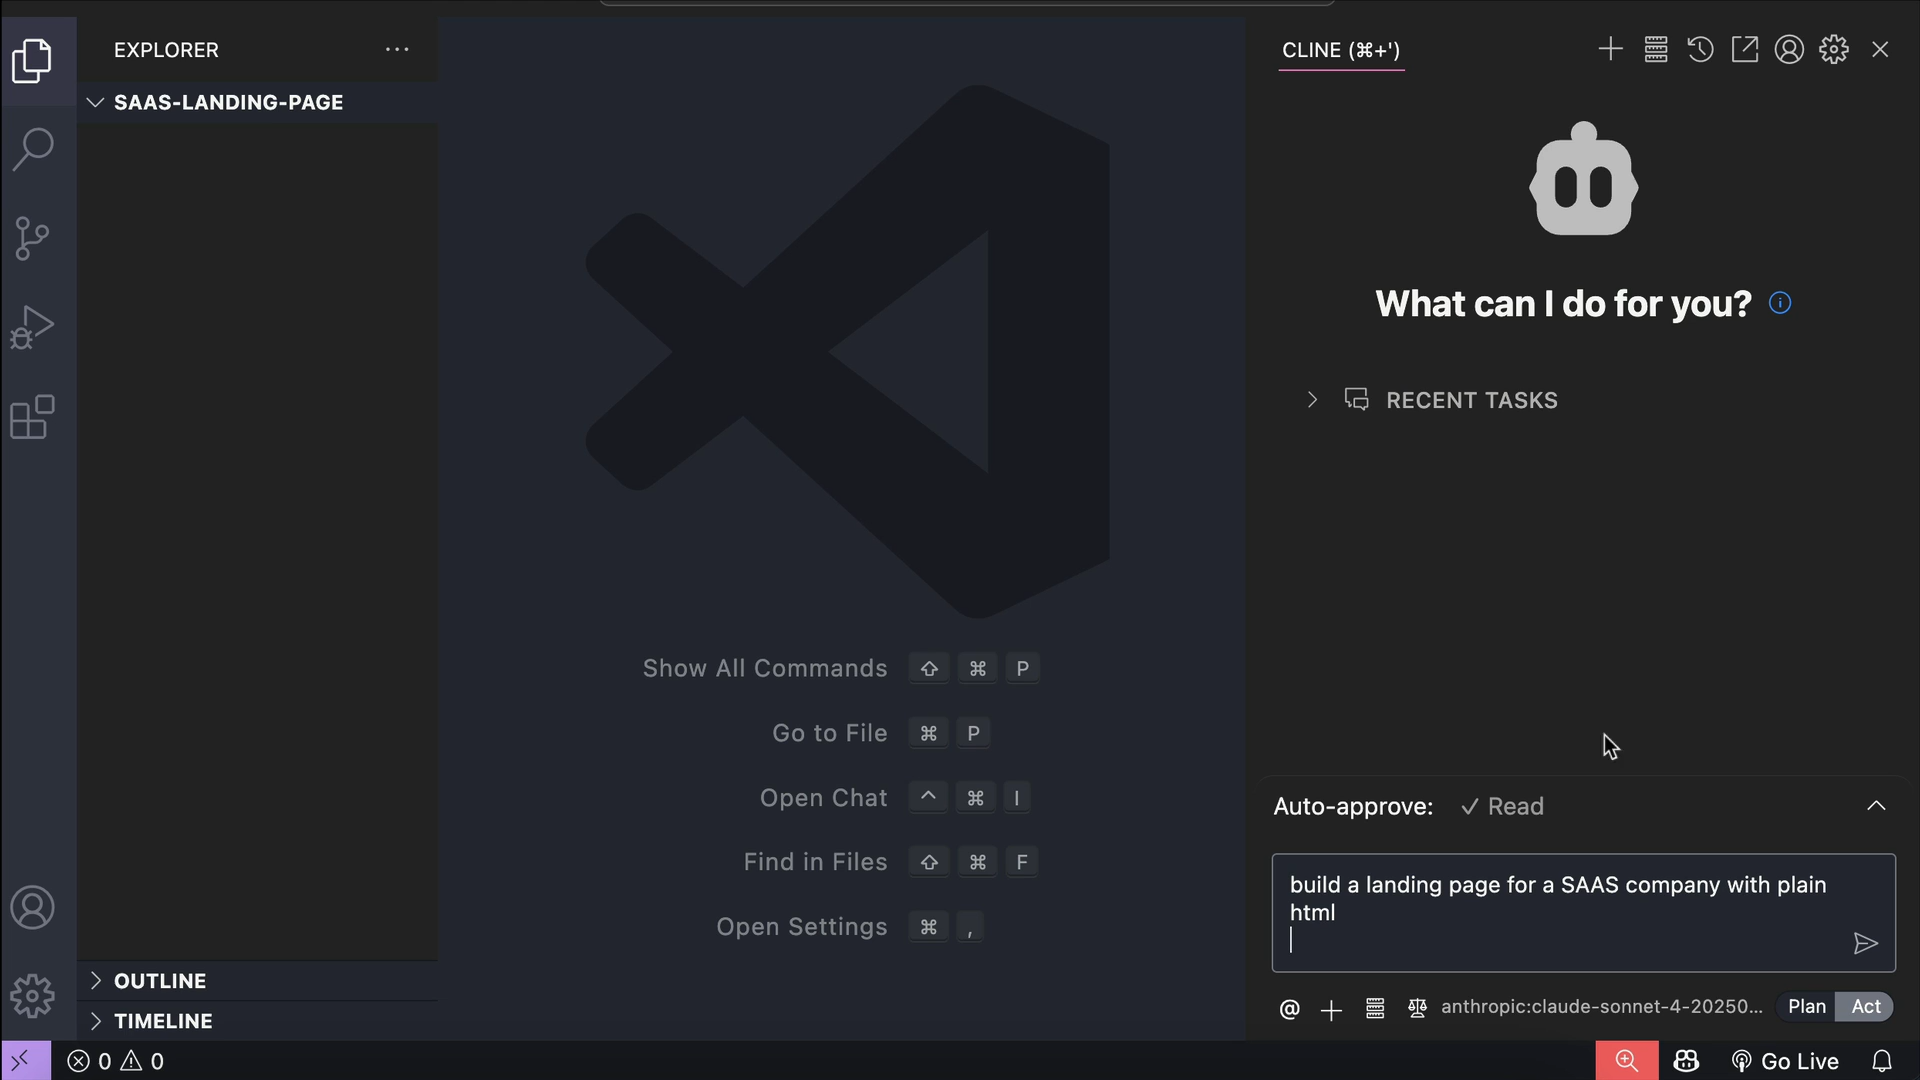 EXPLORER
SAAS-LANDING-PAGE
OUTLINE
TIMELINE
Show All Commands ⇧ ⌘ P
Go to File ⌘ P
Open Chat ^ ⌘ I
Find in Files ⇧ ⌘ F
Open Settings ⌘ ,
CLINE (⌘+')
What can I do for you?
RECENT TASKS
Auto-approve: ✓ Read
build a landing page for a SAAS company with plain
html
@ anthropic:claude-sonnet-4-20250... Plan Act
0 0 Go Live